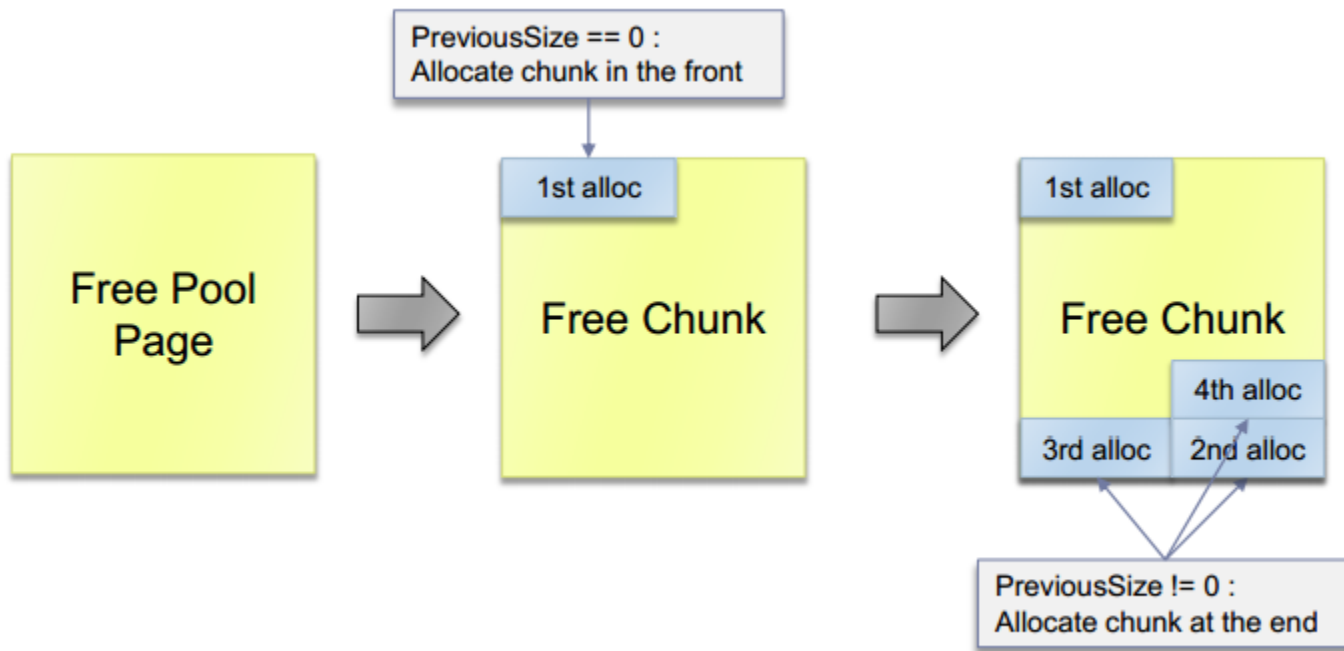 PreviousSize == 0 :
Allocate chunk in the front
1st alloc
1st alloc
Free Pool
Page
Free Chunk
Free Chunk
4th alloc
3rd alloc
2nd alloc
PreviousSize != 0 :
Allocate chunk at the end